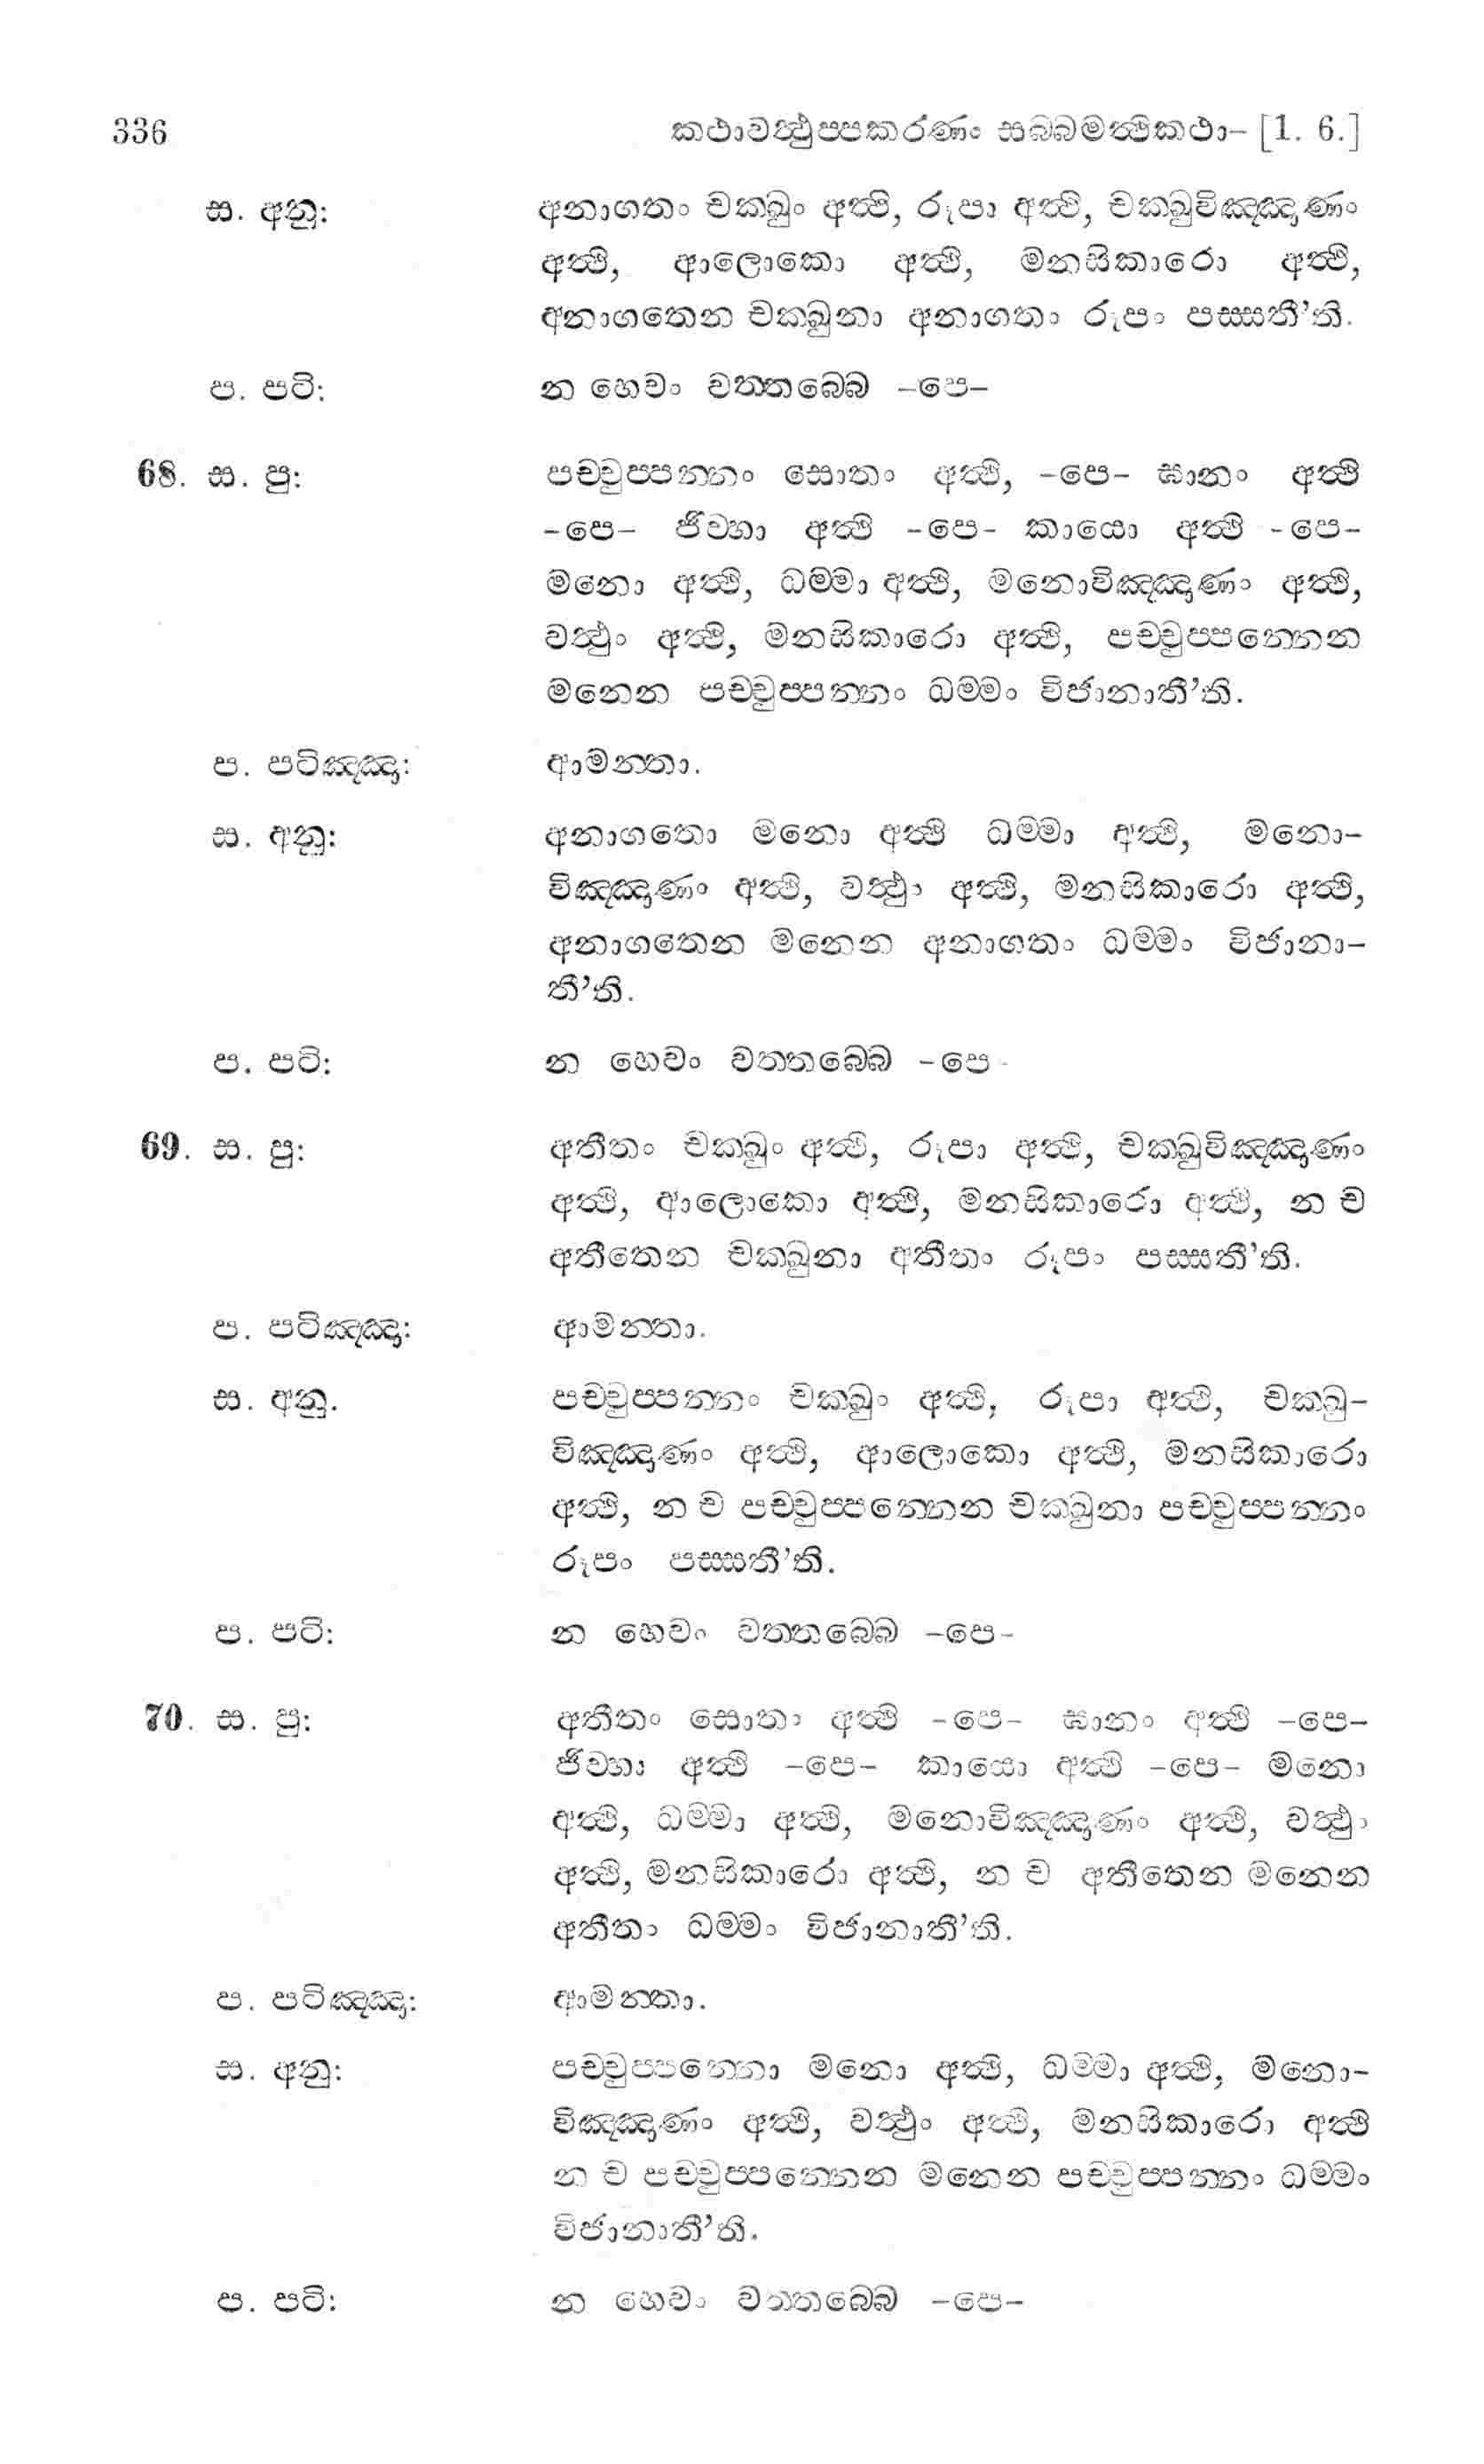 336 කථාවත්‍ථුප්පකරණං සබ්බමත්‍ථිකථා- [1. 6.]
ස. අනු: අනාගතං චක්ඛුං අත්‍ථි, රූපා අත්‍ථි, චක්ඛුවිඤ්ඤාණං
අත්‍ථි, ආලොකො අත්‍ථි, මනසිකාරො අත්‍ථි,
අනාගතෙන චක්ඛුනා අනාගතං රූපං පස්සතී’ති.
ප. පටි: න හෙවං වත්තබ්බෙ -පෙ-
68. ස. පු: පච්චුප්පන්නං සොතං අත්‍ථි, -පෙ- ඝානං අත්‍ථි
-පෙ- ජිව්හා අත්‍ථි -පෙ- කායො අත්‍ථි -පෙ-
මනො අත්‍ථි, ධම්මා අත්‍ථි, මනොවිඤ්ඤාණං අත්‍ථි,
වත්‍ථුං අත්‍ථි, මනසිකාරො අත්‍ථි, පච්චුප්පන්නෙන
මනෙන පච්චුප්පන්නං ධම්මං විජානාතී’ති.
ප. පටිඤ්ඤා: ආමන්තා.
ස. අනු: අනාගතො මනො අත්‍ථි ධම්මා අත්‍ථි, මනො-
විඤ්ඤාණං අත්‍ථි, වත්‍ථුං අත්‍ථි, මනසිකාරො අත්‍ථි,
අනාගතෙන මනෙන අනාගතං ධම්මං විජානා-
තී’ති.
ප. පටි: න හෙවං වත්තබ්බෙ -පෙ-
69. ස. පු: අතීතං චක්ඛුං අත්‍ථි, රූපා අත්‍ථි, චක්ඛුවිඤ්ඤාණං
අත්‍ථි, ආලොකො අත්‍ථි, මනසිකාරො අත්‍ථි, න ච
අතීතෙන චක්ඛුනා අතීතං රූපං පස්සතී’ති.
ප. පටිඤ්ඤා: ආමන්තා.
ස. අනු. පච්චුප්පන්නං චක්ඛුං අත්‍ථි, රූපා අත්‍ථි, චක්ඛු-
විඤ්ඤාණං අත්‍ථි, ආලොකො අත්‍ථි, මනසිකාරො
අත්‍ථි, න ච පච්චුප්පන්නෙන චක්ඛුනා පච්චුප්පන්නං
රූපං පස්සතී’ති.
ප. පටි: න හෙවං වත්තබ්බෙ -පෙ-
70. ස. පු: අතීතං සොතං අත්‍ථි -පෙ- ඝානං අත්‍ථි -පෙ-
ජිව්හා අත්‍ථි -පෙ- කායො අත්‍ථි -පෙ- මනො
අත්‍ථි, ධම්මා අත්‍ථි, මනොවිඤ්ඤාණං අත්‍ථි, වත්‍ථුං
අත්‍ථි, මනසිකාරො අත්‍ථි, න ච අතීතෙන මනෙන
අතීතං ධම්මං විජානාතී’ති.
ප. පටිඤ්ඤා: ආමන්තා.
ස. අනු: පච්චුප්පන්නො මනො අත්‍ථි, ධම්මා අත්‍ථි, මනො-
විඤ්ඤාණං අත්‍ථි, වත්‍ථුං අත්‍ථි, මනසිකාරො අත්‍ථි
න ච පච්චුප්පන්නෙන මනෙන පච්චුප්පන්නං ධම්මං
විජානාතී’ති.
ප. පටි: න හෙවං වත්තබ්බෙ -පෙ-